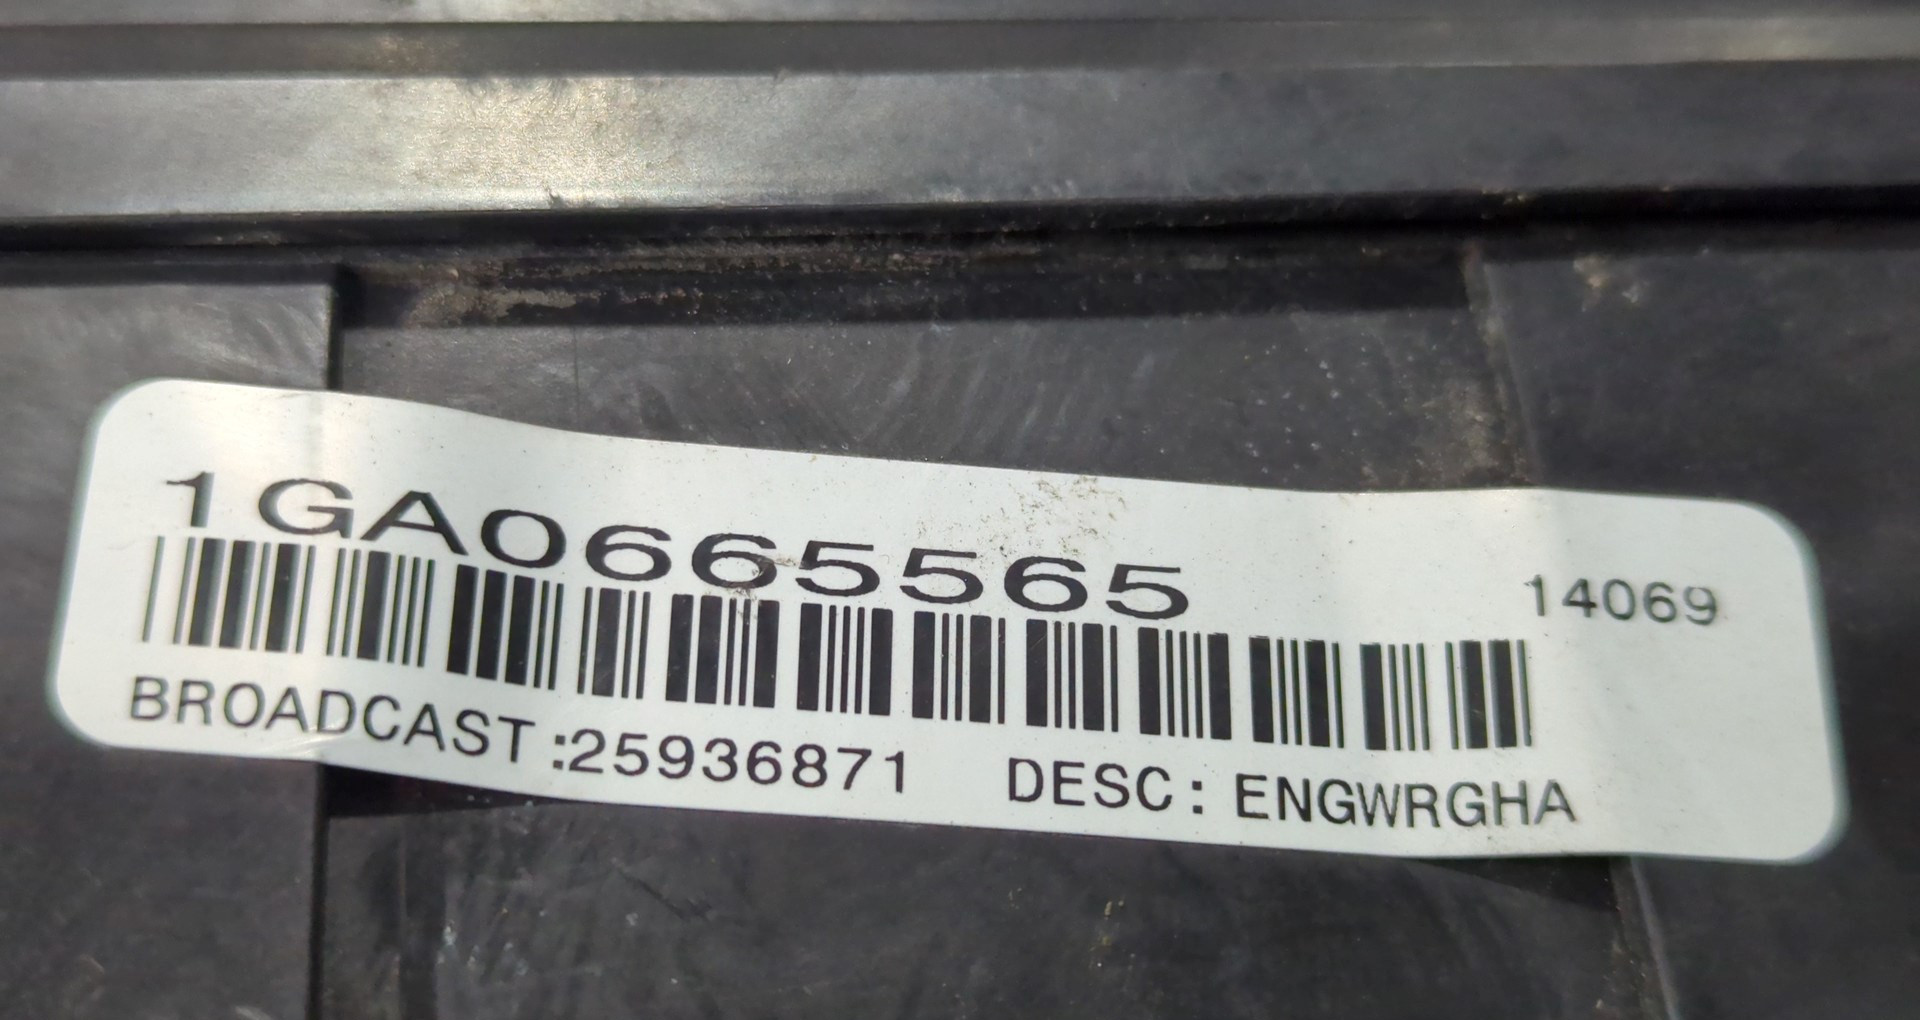 1GA0665565
14069
BROADCAST:25936871 DESC: ENGWRGHA